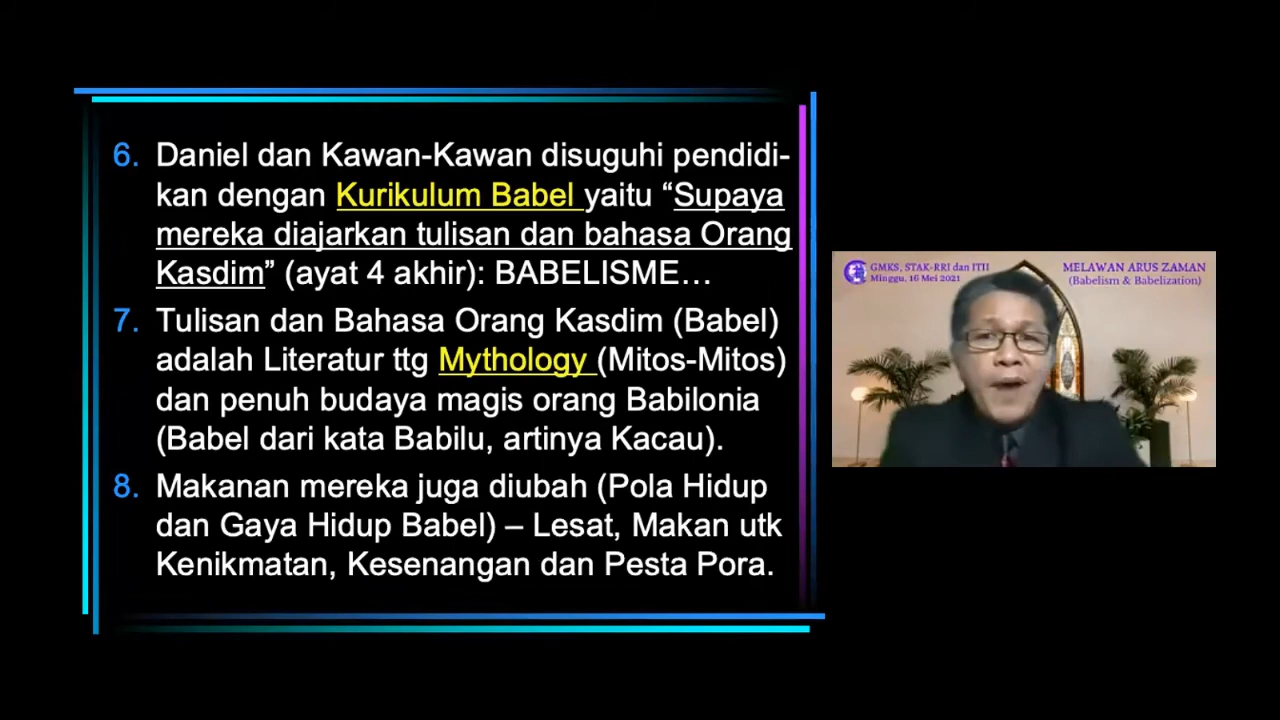 6. Daniel dan Kawan-Kawan disuguhi pendidi-
kan dengan Kurikulum Babel yaitu “Supaya
mereka diajarkan tulisan dan bahasa Orang
Kasdim” (ayat 4 akhir): BABELISME…
7. Tulisan dan Bahasa Orang Kasdim (Babel)
adalah Literatur ttg Mythology (Mitos-Mitos)
dan penuh budaya magis orang Babilonia
(Babel dari kata Babilu, artinya Kacau).
8. Makanan mereka juga diubah (Pola Hidup
dan Gaya Hidup Babel) – Lesat, Makan utk
Kenikmatan, Kesenangan dan Pesta Pora.
GMKS, STAK-RRI dan ITH
Minggu, 16 Mei 2021
MELAWAN ARUS ZAMAN
(Babelism & Babelization)